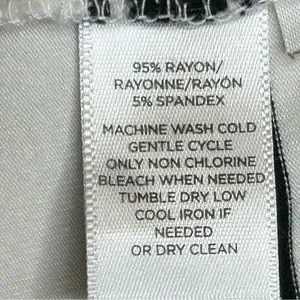 95% RAYON/
RAYONNE/RAYÓN
5% SPANDEX
MACHINE WASH COLD
GENTLE CYCLE
ONLY NON CHLORINE
BLEACH WHEN NEEDED
TUMBLE DRY LOW
COOL IRON IF
NEEDED
OR DRY CLEAN